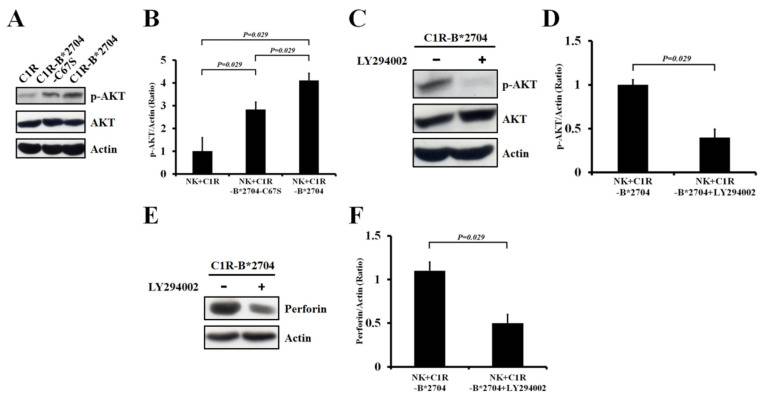 A
C1R
C1R-B*2704
-C67S
C1R-B*2704
p-AKT
AKT
Actin
B
p-AKT/Actin (Ratio)
5
4
3
2
1
0
P=0.029
P=0.029
P=0.029
NK+C1R
NK+C1R
-B*2704-C67S
NK+C1R
-B*2704
C
C1R-B*2704
LY294002 − +
p-AKT
AKT
Actin
D
p-AKT/Actin (Ratio)
1.5
1
0.5
0
P=0.029
NK+C1R
-B*2704
NK+C1R
-B*2704+LY294002
E
C1R-B*2704
LY294002 − +
Perforin
Actin
F
Perforin/Actin (Ratio)
1.5
1
0.5
0
P=0.029
NK+C1R
-B*2704
NK+C1R
-B*2704+LY294002